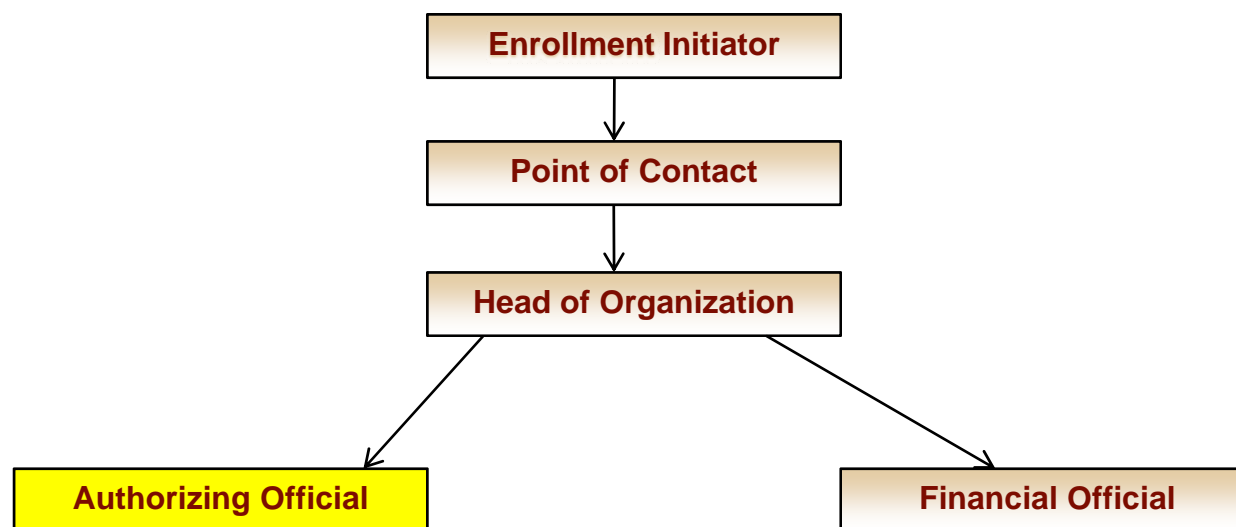 Enrollment Initiator
Point of Contact
Head of Organization
Authorizing Official
Financial Official